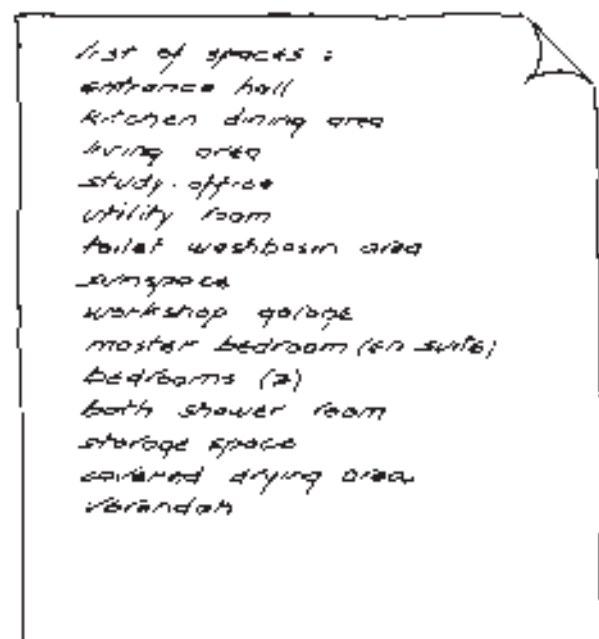 list of spaces :
entrance hall
kitchen dining area
living area
study-office
utility room
toilet washbasin area
sunspace
workshop garage
master bedroom (en suite)
bedrooms (2)
bath shower room
storage space
covered drying area
verandah